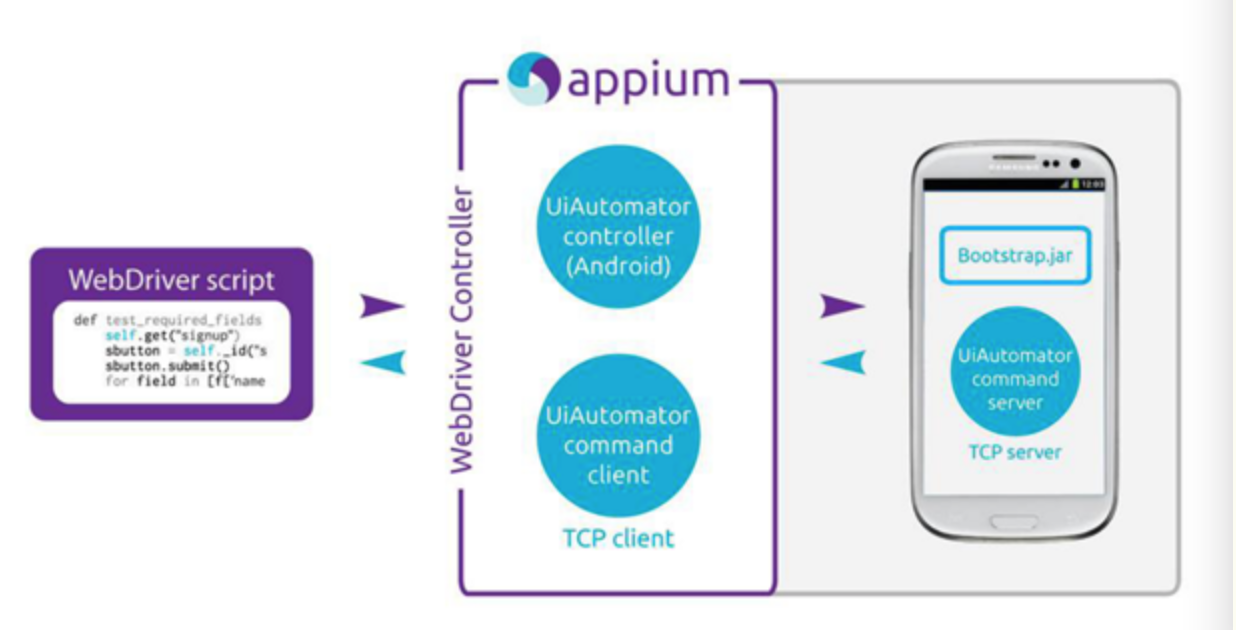 appium
WebDriver Controller
UiAutomator
controller
(Android)
UiAutomator
command
client
TCP client
WebDriver script
def test_required_fields
self.get("signup")
sbutton = self._id("s
sbutton.submit()
for field in [f["name
12:03
Bootstrap.jar
UiAutomator
command
server
TCP server